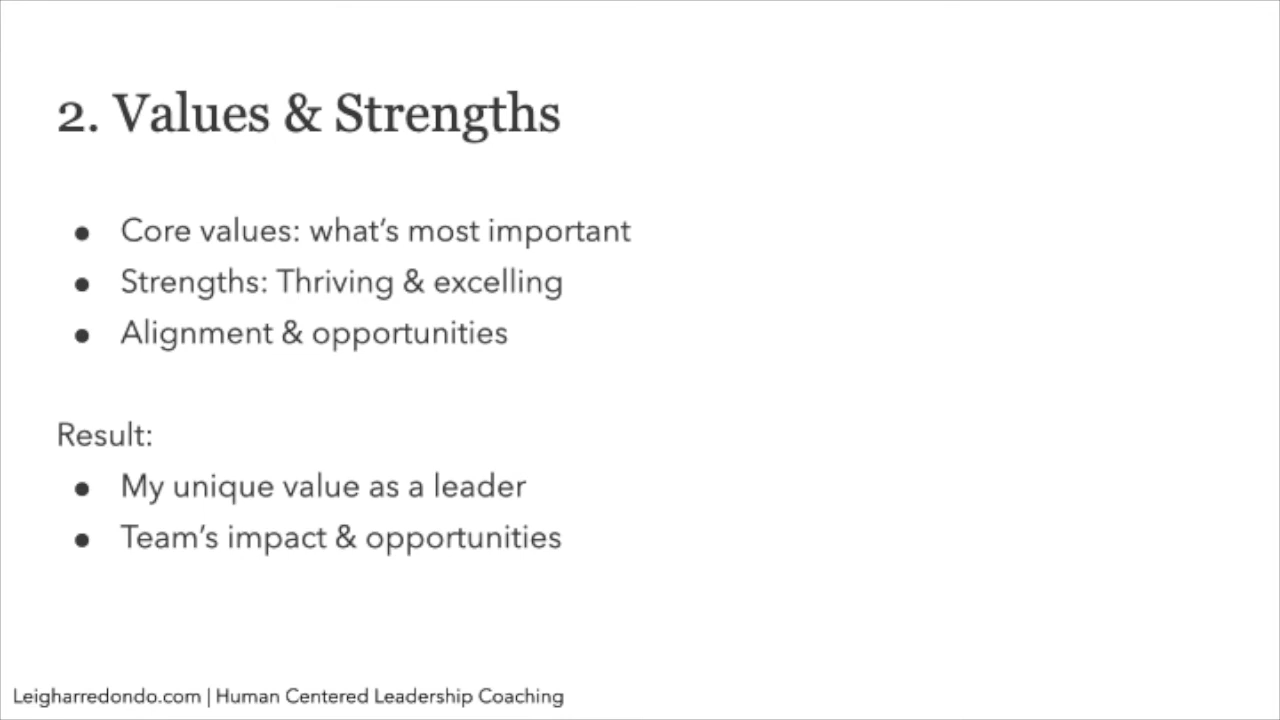 2. Values & Strengths
● Core values: what's most important
● Strengths: Thriving & excelling
● Alignment & opportunities
Result:
● My unique value as a leader
● Team's impact & opportunities
Leigharredondo.com | Human Centered Leadership Coaching